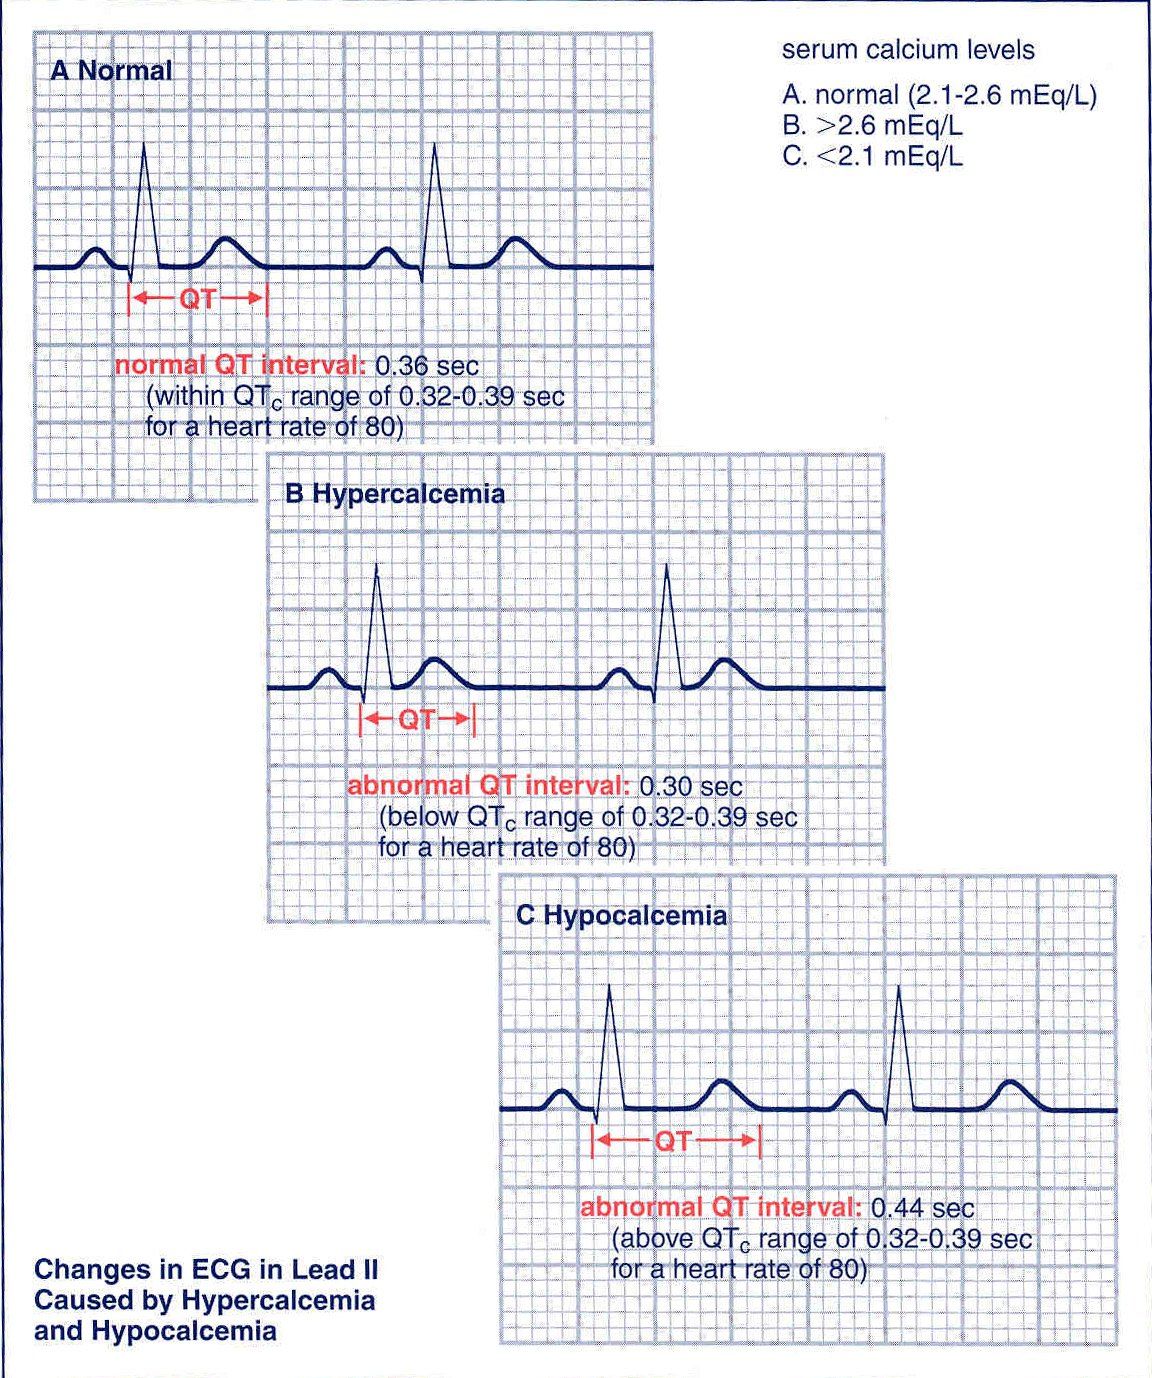 serum calcium levels
A. normal (2.1-2.6 mEq/L)
B. >2.6 mEq/L
C. <2.1 mEq/L
A Normal
QT
normal QT interval: 0.36 sec
(within QTc range of 0.32-0.39 sec
for a heart rate of 80)
B Hypercalcemia
QT
abnormal QT interval: 0.30 sec
(below QTc range of 0.32-0.39 sec
for a heart rate of 80)
C Hypocalcemia
QT
abnormal QT interval: 0.44 sec
(above QTc range of 0.32-0.39 sec
for a heart rate of 80)
Changes in ECG in Lead II
Caused by Hypercalcemia
and Hypocalcemia